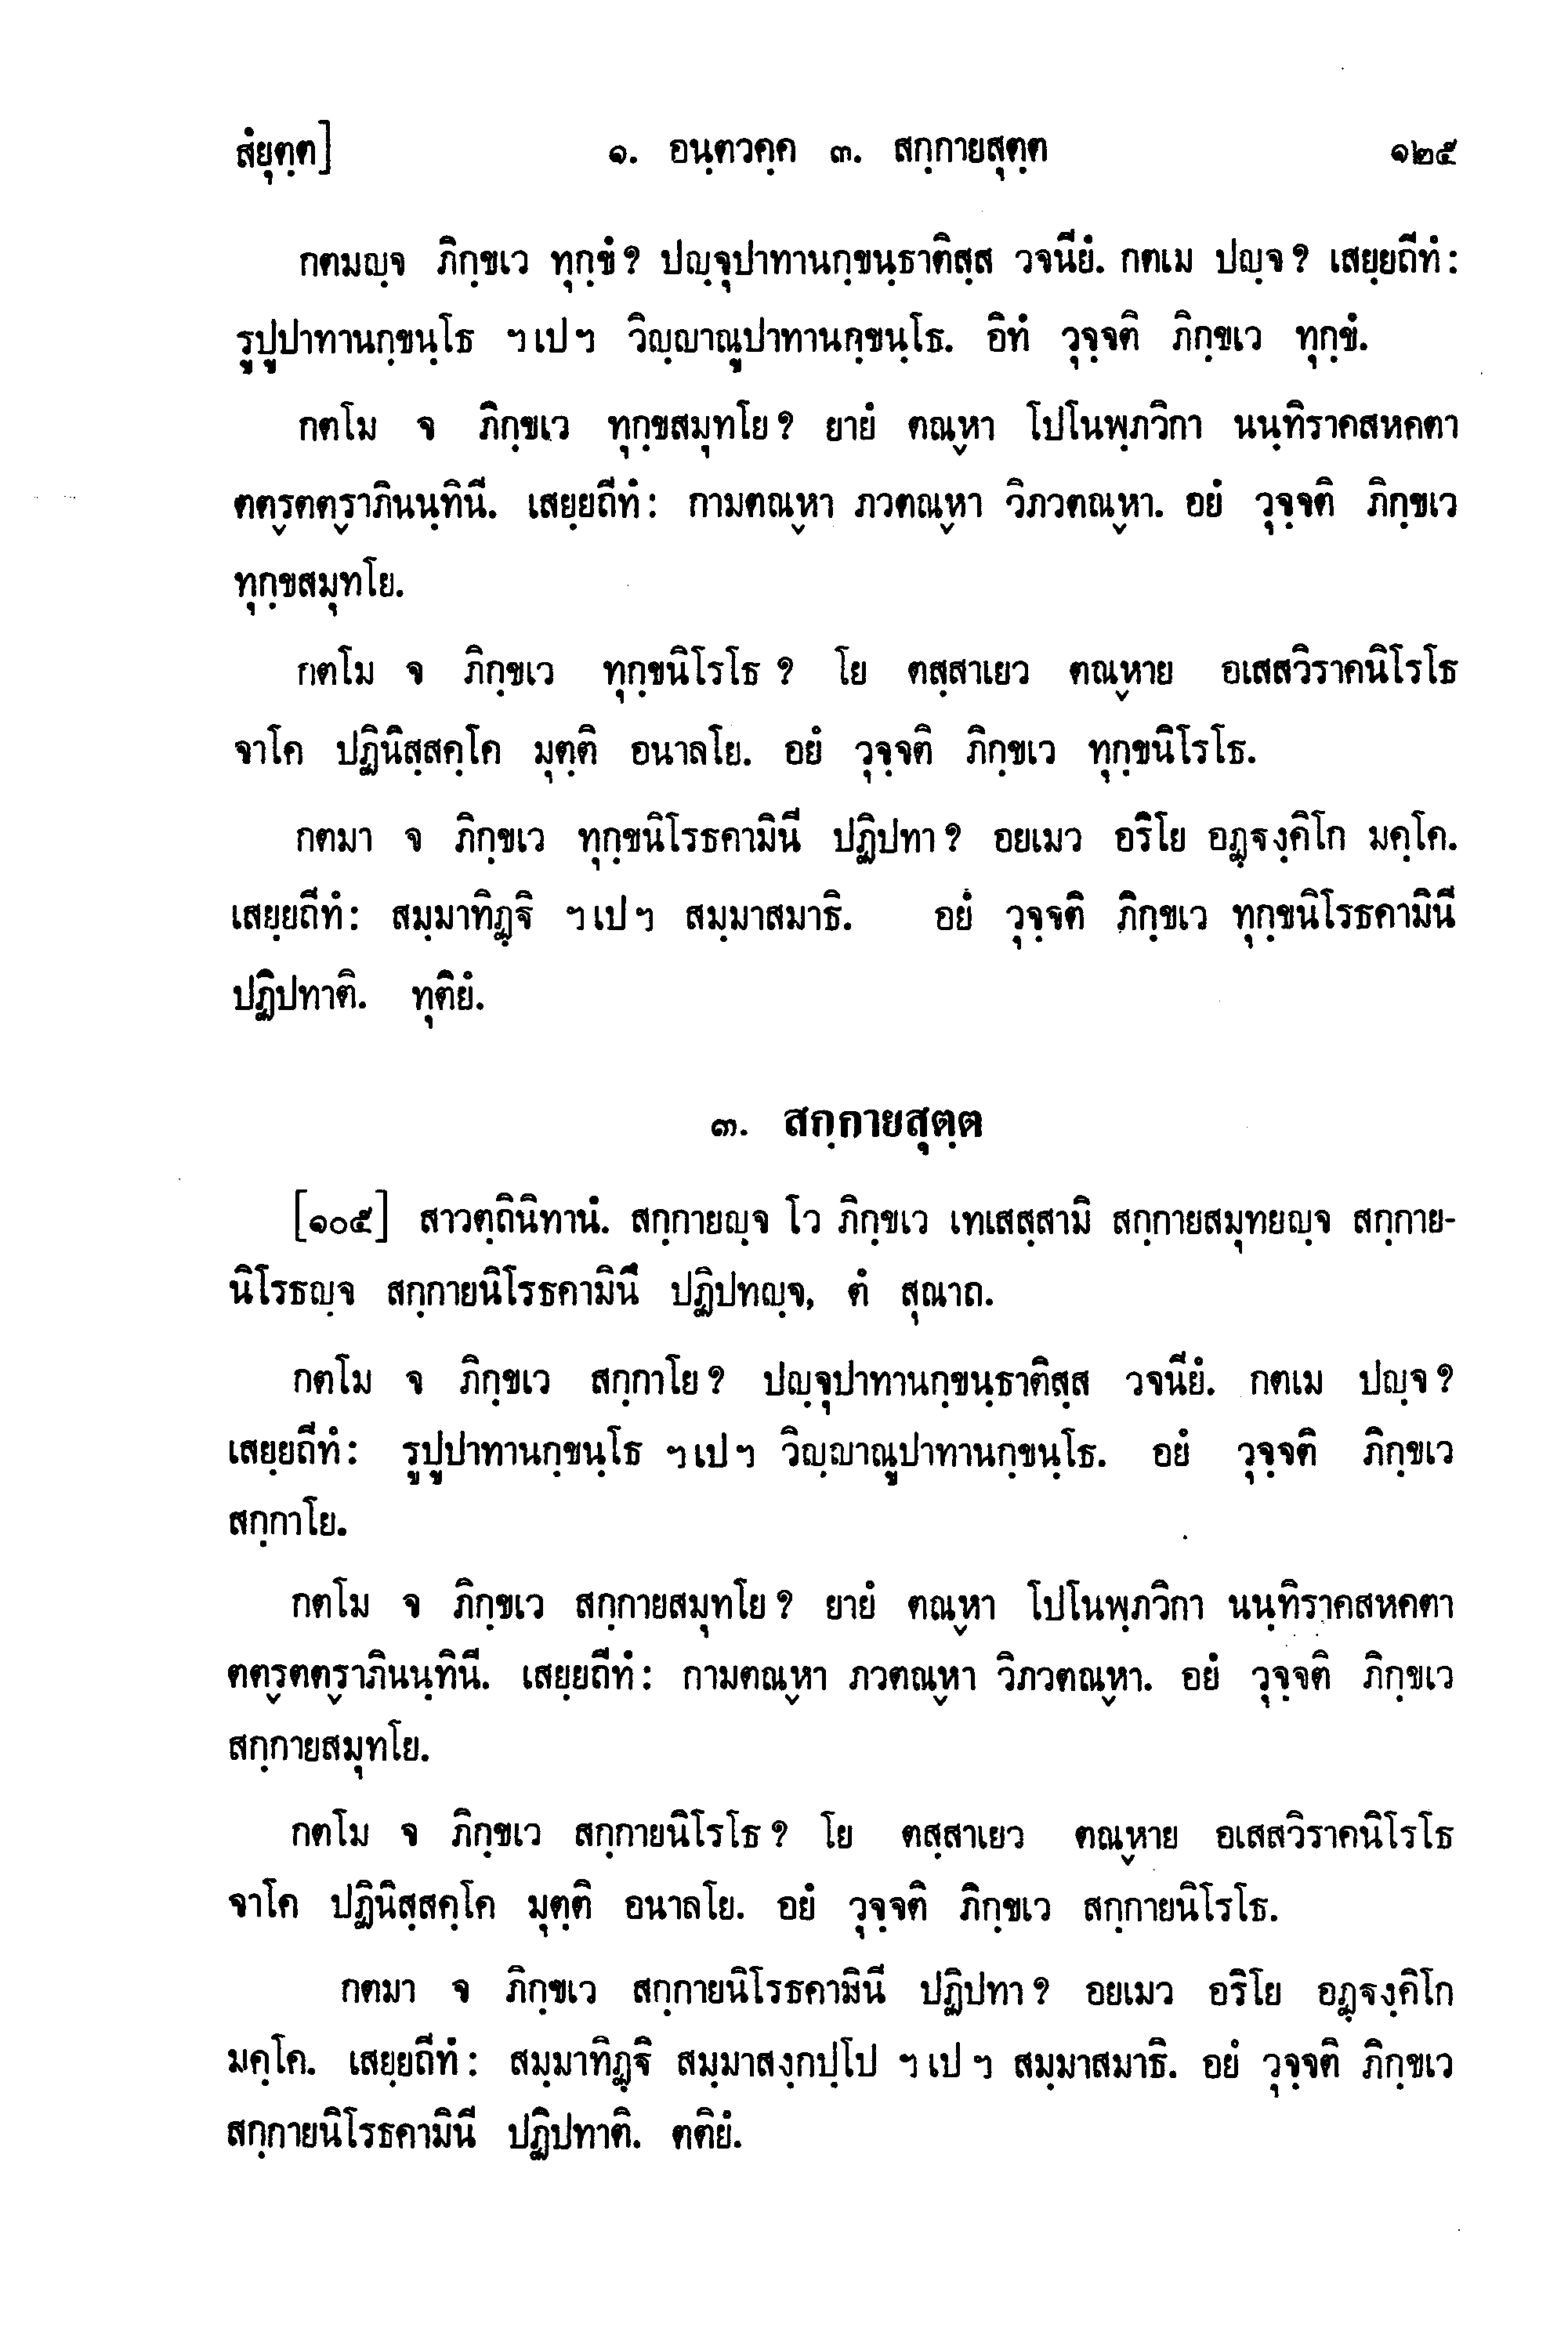 สํยุตฺต] ๑. อนฺตวคฺค ๓. สกฺกายสุตฺต ๑๒๕
กตมญฺจ ภิกฺขเว ทุกฺขํ? ปญฺจุปาทานกฺขนฺธาติสฺส วจนียํ. กตเม ปญฺจ? เสยฺยถีทํ:
รูปูปาทานกฺขนฺโธ ฯเปฯ วิญฺญาณูปาทานกฺขนฺโธ. อิทํ วุจฺจติ ภิกฺขเว ทุกฺขํ.
กตโม จ ภิกฺขเว ทุกฺขสมุทโย? ยายํ ตณฺหา โปโนพฺภวิกา นนฺทิราคสหคตา
ตตฺรตตฺราภินนฺทินี. เสยฺยถีทํ: กามตณฺหา ภวตณฺหา วิภวตณฺหา. อยํ วุจฺจติ ภิกฺขเว
ทุกฺขสมุทโย.
กตโม จ ภิกฺขเว ทุกฺขนิโรโธ? โย ตสฺสาเยว ตณฺหาย อเสสวิราคนิโรโธ
จาโค ปฏินิสฺสคฺโค มุตฺติ อนาลโย. อยํ วุจฺจติ ภิกฺขเว ทุกฺขนิโรโธ.
กตมา จ ภิกฺขเว ทุกฺขนิโรธคามินี ปฏิปทา? อยเมว อริโย อฏฺฐงฺคิโก มคฺโค.
เสยฺยถีทํ: สมฺมาทิฏฺฐิ ฯเปฯ สมฺมาสมาธิ. อยํ วุจฺจติ ภิกฺขเว ทุกฺขนิโรธคามินี
ปฏิปทาติ. ทุติยํ.
๓. สกฺกายสุตฺต
[๑๐๕] สาวตฺถินิทานํ. สกฺกายญฺจ โว ภิกฺขเว เทเสสฺสามิ สกฺกายสมุทยญฺจ สกฺกาย-
นิโรธญฺจ สกฺกายนิโรธคามินึ ปฏิปทญฺจ, ตํ สุณาถ.
กตโม จ ภิกฺขเว สกฺกาโย? ปญฺจุปาทานกฺขนฺธาติสฺส วจนียํ. กตเม ปญฺจ?
เสยฺยถีทํ: รูปูปาทานกฺขนฺโธ ฯเปฯ วิญฺญาณูปาทานกฺขนฺโธ. อยํ วุจฺจติ ภิกฺขเว
สกฺกาโย.
กตโม จ ภิกฺขเว สกฺกายสมุทโย? ยายํ ตณฺหา โปโนพฺภวิกา นนฺทิราคสหคตา
ตตฺรตตฺราภินนฺทินี. เสยฺยถีทํ: กามตณฺหา ภวตณฺหา วิภวตณฺหา. อยํ วุจฺจติ ภิกฺขเว
สกฺกายสมุทโย.
กตโม จ ภิกฺขเว สกฺกายนิโรโธ? โย ตสฺสาเยว ตณฺหาย อเสสวิราคนิโรโธ
จาโค ปฏินิสฺสคฺโค มุตฺติ อนาลโย. อยํ วุจฺจติ ภิกฺขเว สกฺกายนิโรโธ.
กตมา จ ภิกฺขเว สกฺกายนิโรธคามินี ปฏิปทา? อยเมว อริโย อฏฺฐงฺคิโก
มคฺโค. เสยฺยถีทํ: สมฺมาทิฏฺฐิ สมฺมาสงฺกปฺโป ฯเปฯ สมฺมาสมาธิ. อยํ วุจฺจติ ภิกฺขเว
สกฺกายนิโรธคามินี ปฏิปทาติ. ตติยํ.